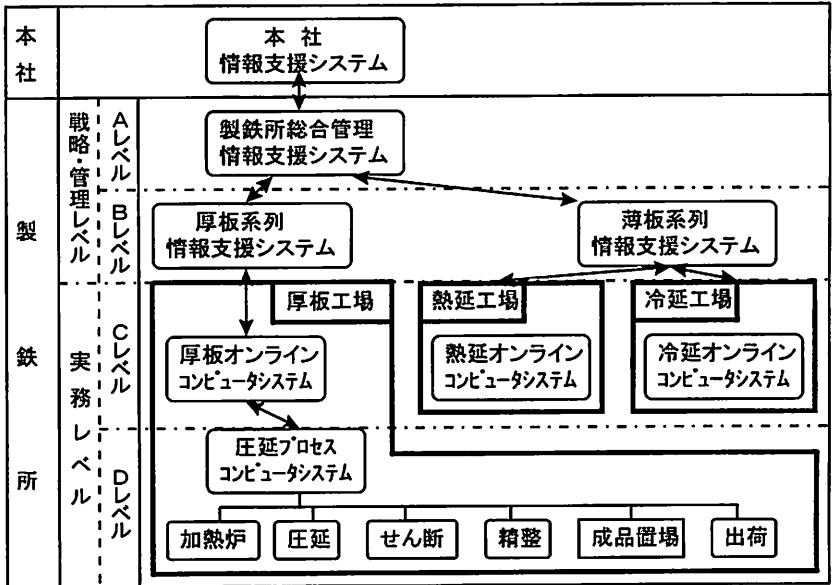 本社
本 社
情報支援システム
製鉄所
戦略・管理レベル
Aレベル
製鉄所総合管理
情報支援システム
Bレベル
厚板系列
情報支援システム
薄板系列
情報支援システム
実務レベル
Cレベル
厚板工場
熱延工場
冷延工場
厚板オンライン
コンピュータシステム
熱延オンライン
コンピュータシステム
冷延オンライン
コンピュータシステム
Dレベル
圧延プロセス
コンピュータシステム
加熱炉
圧延
せん断
精整
成品置場
出荷